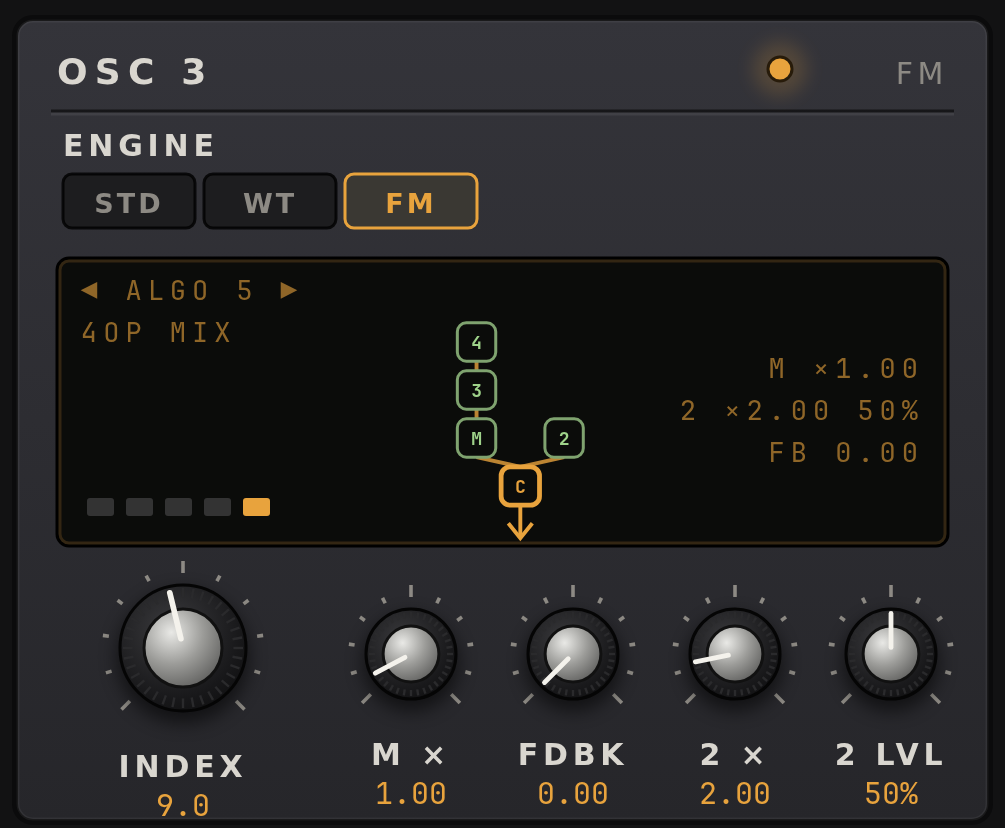 OSC 3 FM
ENGINE
STD WT FM
◀ ALGO 5 ▶
4OP MIX
4
3
M 2
C
M ×1.00
2 ×2.00 50%
FB 0.00
INDEX
9.0
M × FDBK 2 × 2 LVL
1.00 0.00 2.00 50%